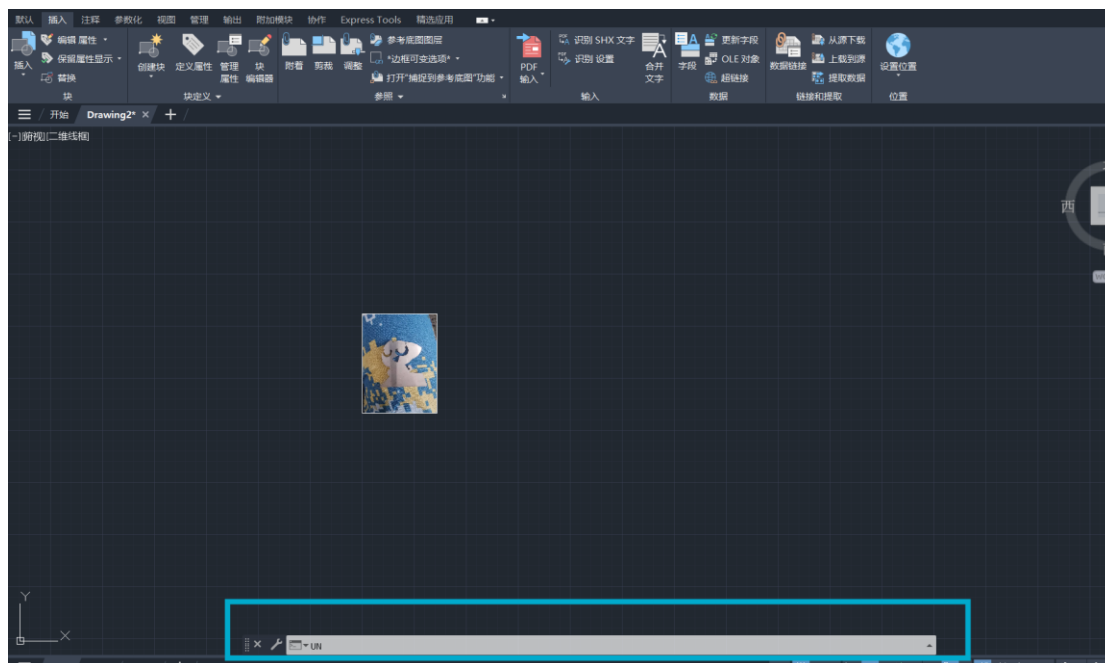 默认 插入 注释 参数化 视图 管理 输出 附加模块 协作 Express Tools 精选应用
编辑 属性
保留属性显示
插入
替换
创建块 定义属性 管理 属性 块 编辑器
附着 剪裁 调整
参考底图图层
*边框可变选项*
打开“捕捉到参考底图”功能
PDF 输入
识别 SHX 文字
识别 设置
合并 文字
字段
更新字段
OLE 对象
超链接
数据链接
从源下载
上载到源
提取数据
设置位置
块 块定义 参照 输入 数据 链接和提取 位置
开始 Drawing2*
[-][俯视][二维线框]
西
Y
X
UN